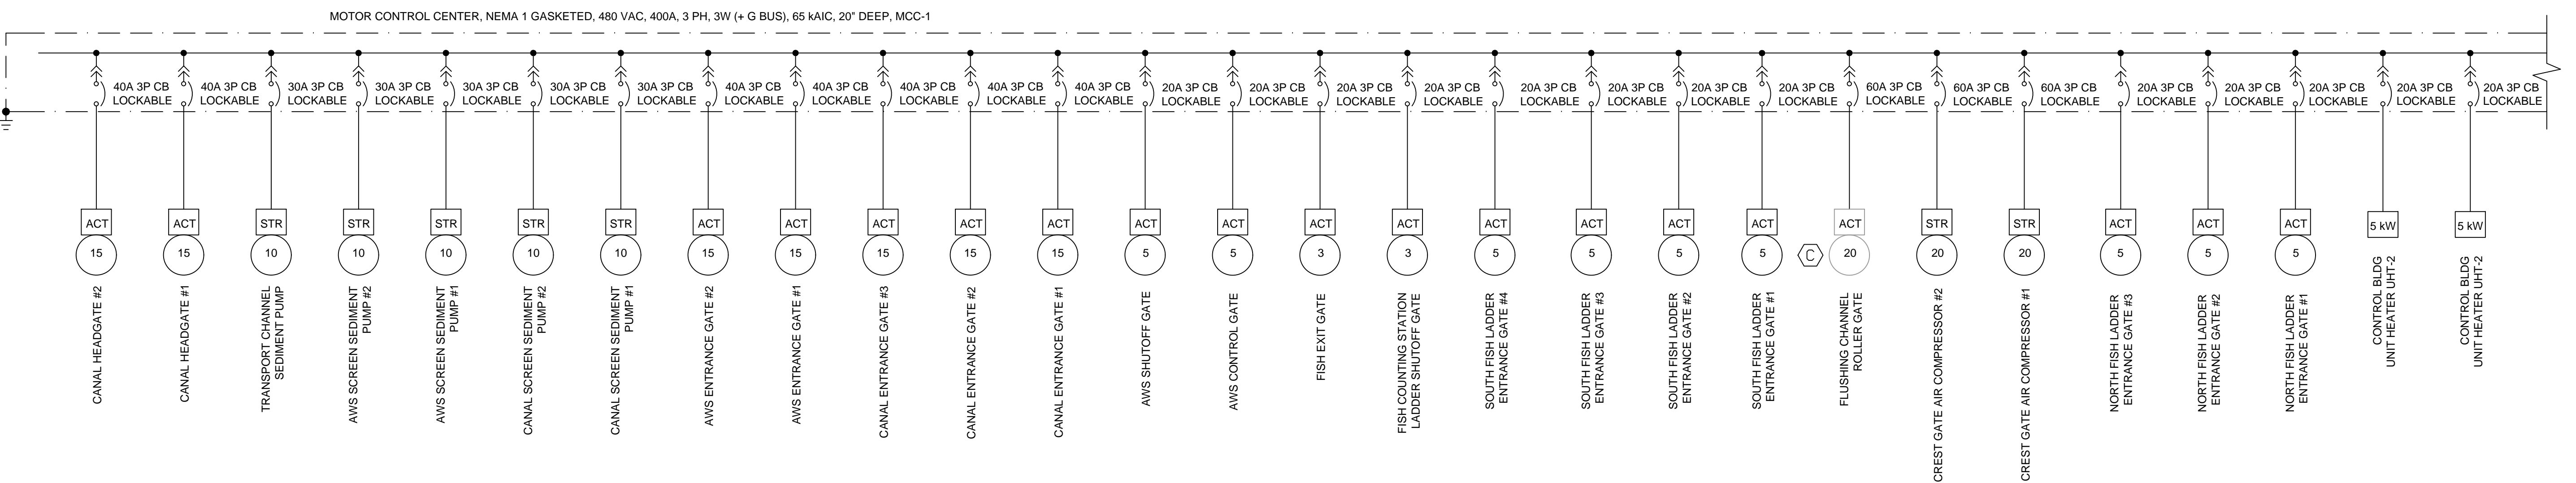 MOTOR CONTROL CENTER, NEMA 1 GASKETED, 480 VAC, 400A, 3 PH, 3W (+ G BUS), 65 kAIC, 20" DEEP, MCC-1
40A 3P CB
LOCKABLE
ACT
15
CANAL HEADGATE #2
40A 3P CB
LOCKABLE
ACT
15
CANAL HEADGATE #1
30A 3P CB
LOCKABLE
STR
10
TRANSPORT CHANNEL
SEDIMENT PUMP
30A 3P CB
LOCKABLE
STR
10
AWS SCREEN SEDIMENT
PUMP #2
30A 3P CB
LOCKABLE
STR
10
AWS SCREEN SEDIMENT
PUMP #1
30A 3P CB
LOCKABLE
STR
10
CANAL SCREEN SEDIMENT
PUMP #2
30A 3P CB
LOCKABLE
STR
10
CANAL SCREEN SEDIMENT
PUMP #1
40A 3P CB
LOCKABLE
ACT
15
AWS ENTRANCE GATE #2
40A 3P CB
LOCKABLE
ACT
15
AWS ENTRANCE GATE #1
40A 3P CB
LOCKABLE
ACT
15
CANAL ENTRANCE GATE #3
40A 3P CB
LOCKABLE
ACT
15
CANAL ENTRANCE GATE #2
40A 3P CB
LOCKABLE
ACT
15
CANAL ENTRANCE GATE #1
20A 3P CB
LOCKABLE
ACT
5
AWS SHUTOFF GATE
20A 3P CB
LOCKABLE
ACT
5
AWS CONTROL GATE
20A 3P CB
LOCKABLE
ACT
3
FISH EXIT GATE
20A 3P CB
LOCKABLE
ACT
3
FISH COUNTING STATION
LADDER SHUTOFF GATE
20A 3P CB
LOCKABLE
ACT
5
SOUTH FISH LADDER
ENTRANCE GATE #4
20A 3P CB
LOCKABLE
ACT
5
SOUTH FISH LADDER
ENTRANCE GATE #3
20A 3P CB
LOCKABLE
ACT
5
SOUTH FISH LADDER
ENTRANCE GATE #2
20A 3P CB
LOCKABLE
ACT
5
SOUTH FISH LADDER
ENTRANCE GATE #1
60A 3P CB
LOCKABLE
ACT
C
20
FLUSHING CHANNEL
ROLLER GATE
60A 3P CB
LOCKABLE
STR
20
CREST GATE AIR COMPRESSOR #2
60A 3P CB
LOCKABLE
STR
20
CREST GATE AIR COMPRESSOR #1
20A 3P CB
LOCKABLE
ACT
5
NORTH FISH LADDER
ENTRANCE GATE #3
20A 3P CB
LOCKABLE
ACT
5
NORTH FISH LADDER
ENTRANCE GATE #2
20A 3P CB
LOCKABLE
ACT
5
NORTH FISH LADDER
ENTRANCE GATE #1
20A 3P CB
LOCKABLE
5 kW
CONTROL BLDG
UNIT HEATER UHT-2
20A 3P CB
LOCKABLE
5 kW
CONTROL BLDG
UNIT HEATER UHT-2